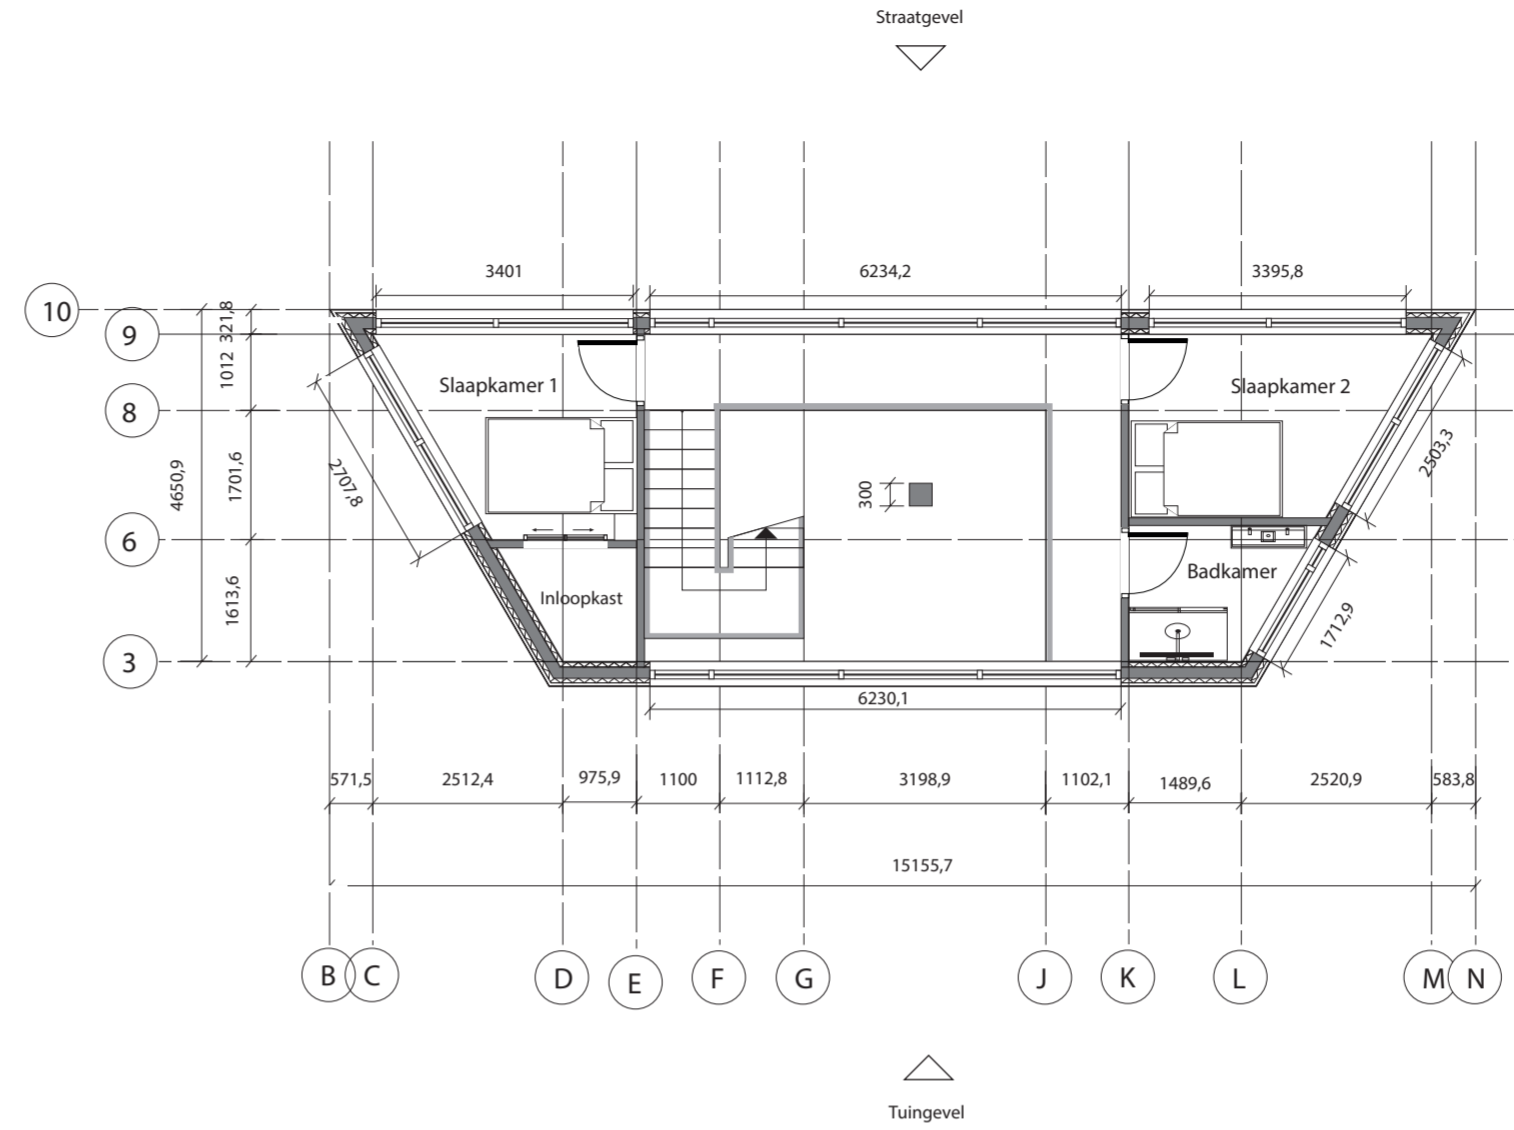 Straatgevel
3401
6234,2
3395,8
10
9
8
6
3
321,8
1012
1701,6
1613,6
4650,9
2707,8
Slaapkamer 1
Slaapkamer 2
300
2503,3
Inloopkast
Badkamer
1712,9
6230,1
571,5
2512,4
975,9
1100
1112,8
3198,9
1102,1
1489,6
2520,9
583,8
15155,7
B
C
D
E
F
G
J
K
L
M
N
Tuingevel